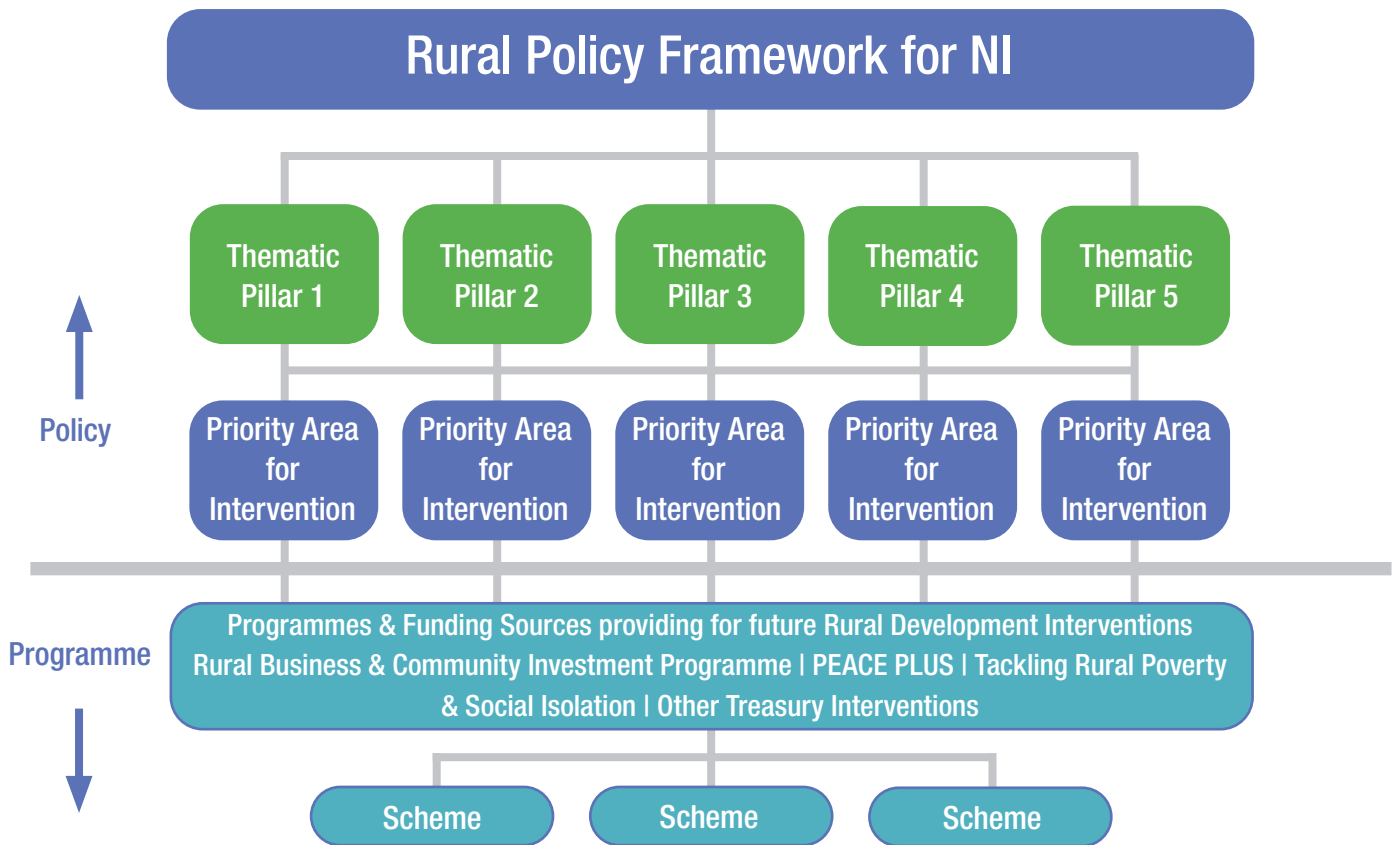 Rural Policy Framework for NI
Thematic
Pillar 1
Thematic
Pillar 2
Thematic
Pillar 3
Thematic
Pillar 4
Thematic
Pillar 5
Policy
Priority Area
for
Intervention
Priority Area
for
Intervention
Priority Area
for
Intervention
Priority Area
for
Intervention
Priority Area
for
Intervention
Programme
Programmes & Funding Sources providing for future Rural Development Interventions
Rural Business & Community Investment Programme | PEACE PLUS | Tackling Rural Poverty
& Social Isolation | Other Treasury Interventions
Scheme
Scheme
Scheme